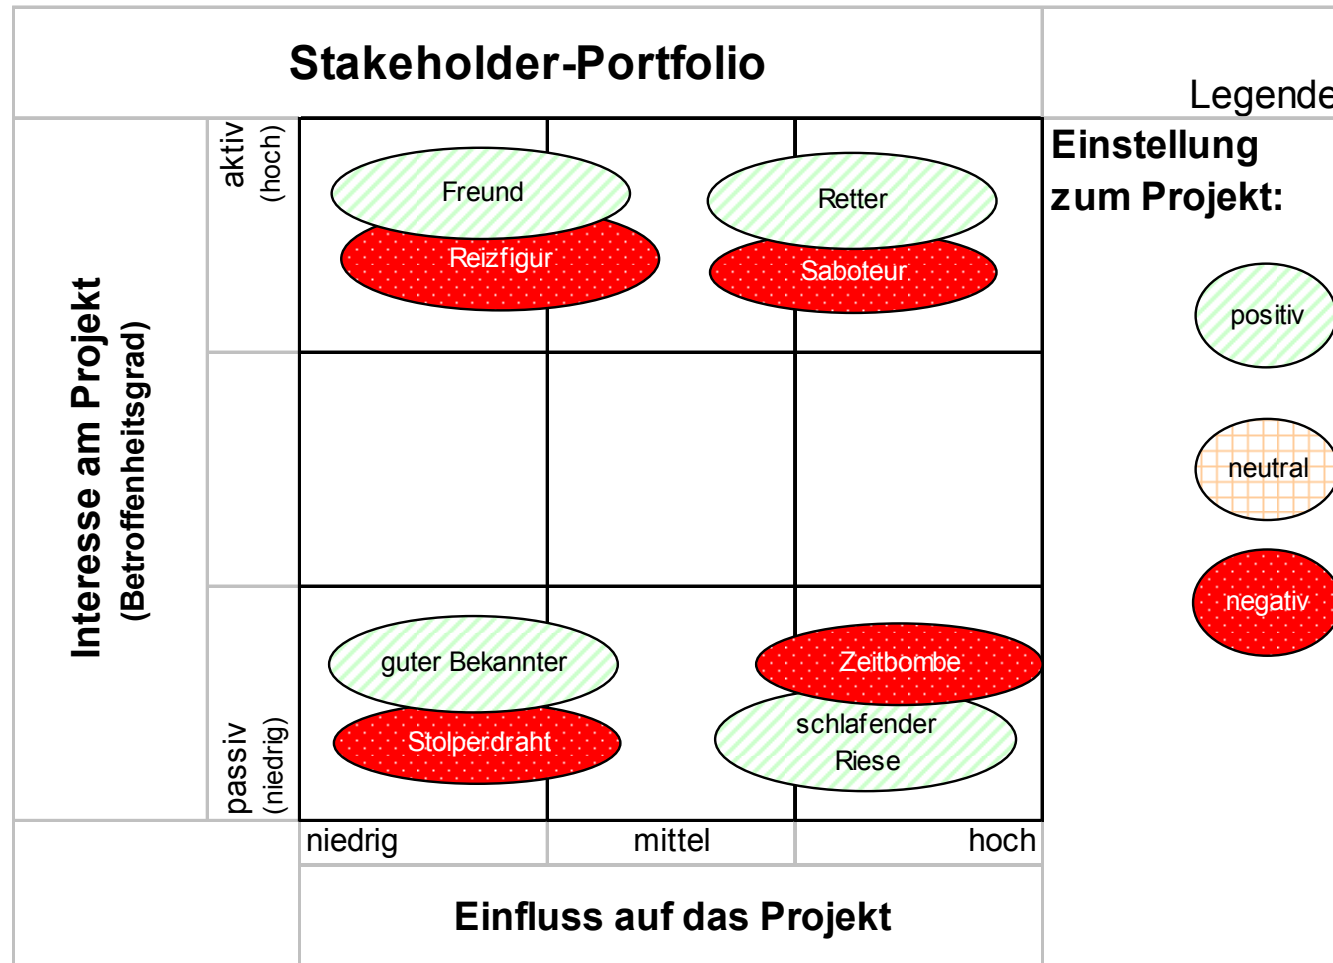 Stakeholder-Portfolio
Legende
Einstellung
zum Projekt:
positiv
neutral
negativ
Interesse am Projekt
(Betroffenheitsgrad)
aktiv
(hoch)
passiv
(niedrig)
Freund
Reizfigur
Retter
Saboteur
guter Bekannter
Stolperdraht
Zeitbombe
schlafender
Riese
niedrig
mittel
hoch
Einfluss auf das Projekt